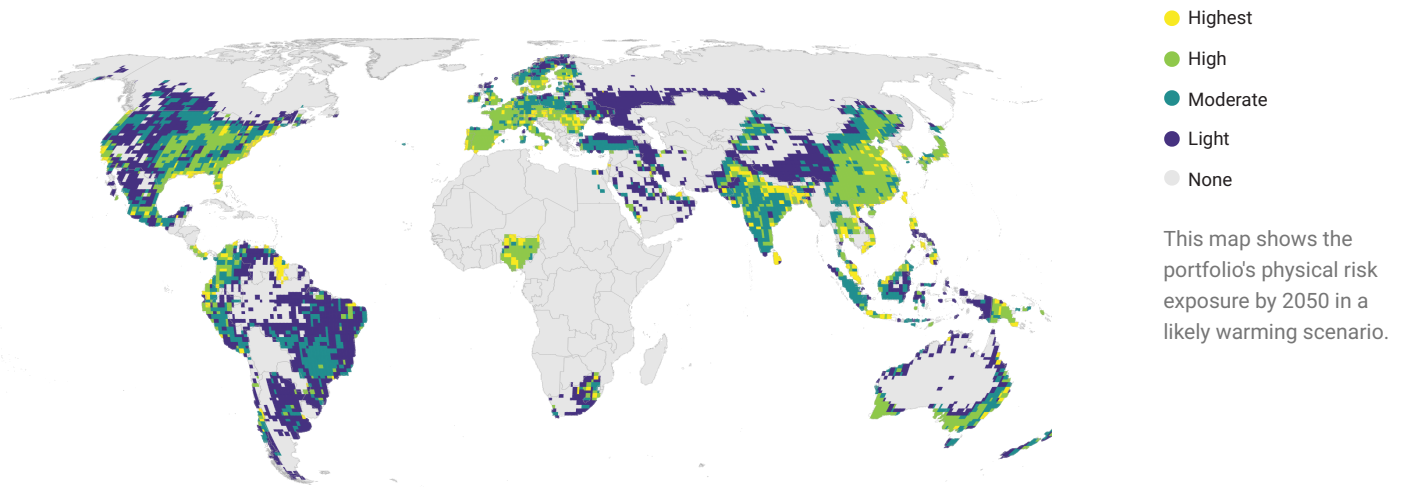 Highest
High
Moderate
Light
None
This map shows the
portfolio's physical risk
exposure by 2050 in a
likely warming scenario.